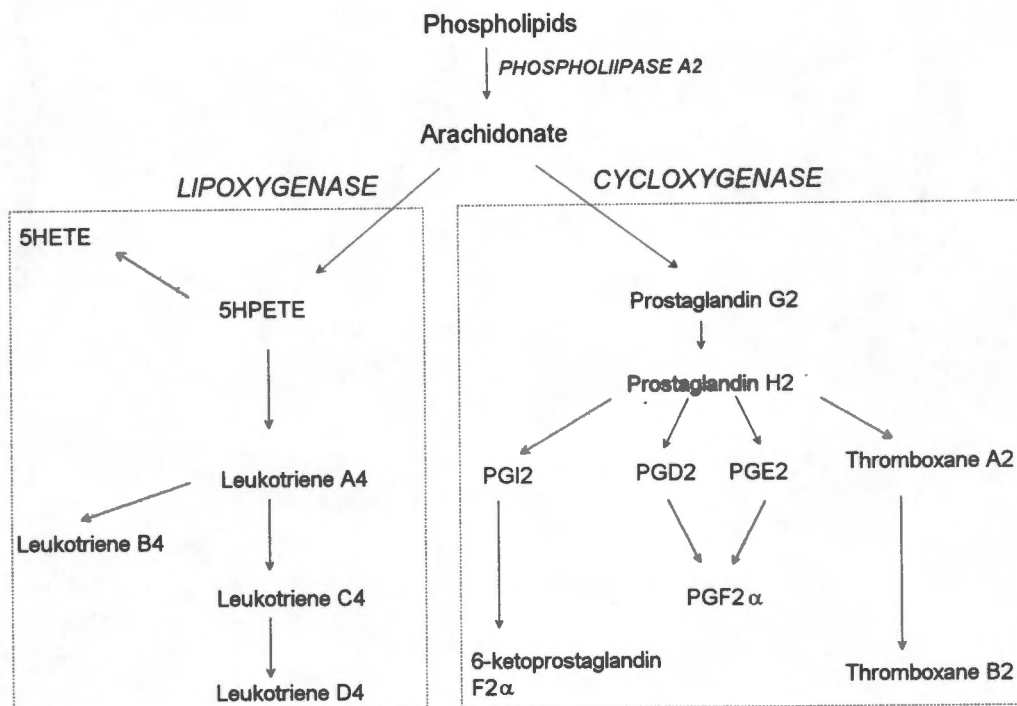 Phospholipids
PHOSPHOLIIPASE A2
Arachidonate
LIPOXYGENASE
CYCLOXYGENASE
5HETE
5HPETE
Prostaglandin G2
Prostaglandin H2
Leukotriene A4
PGI2
PGD2
PGE2
Thromboxane A2
Leukotriene B4
Leukotriene C4
PGF2 α
6-ketoprostaglandin
F2α
Leukotriene D4
Thromboxane B2